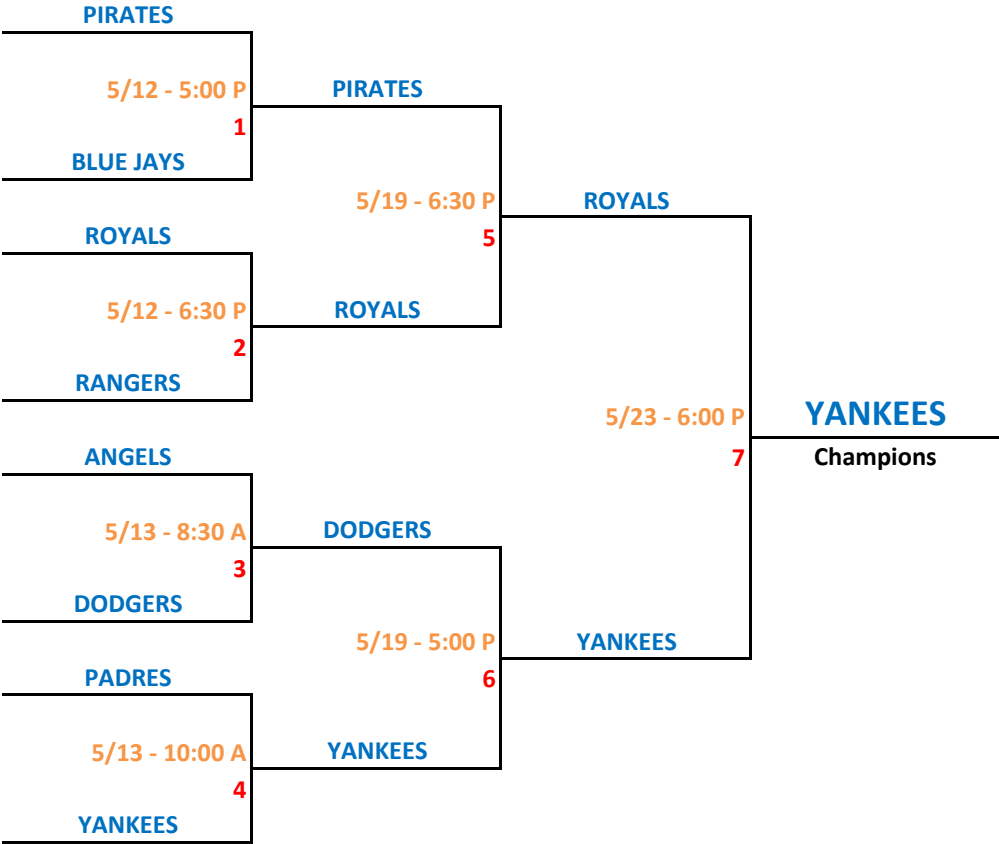 PIRATES
5/12 - 5:00 P
PIRATES
1
BLUE JAYS
5/19 - 6:30 P
ROYALS
ROYALS
5
5/12 - 6:30 P
ROYALS
2
RANGERS
5/23 - 6:00 P
YANKEES
ANGELS
7
Champions
5/13 - 8:30 A
DODGERS
3
DODGERS
5/19 - 5:00 P
YANKEES
PADRES
6
5/13 - 10:00 A
YANKEES
4
YANKEES